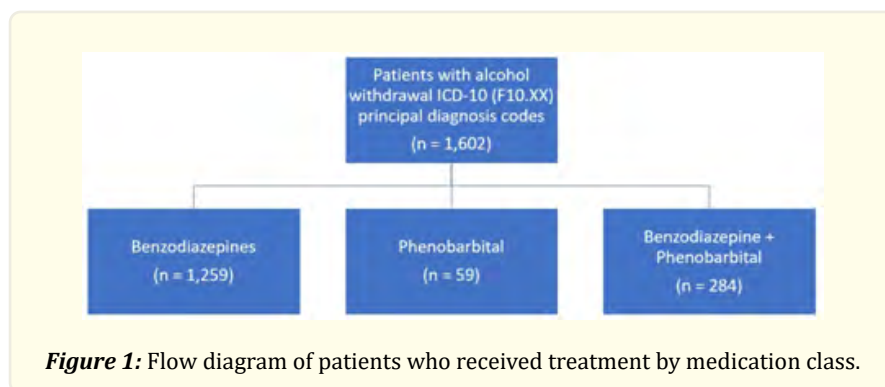 Patients with alcohol
withdrawal ICD-10 (F10.XX)
principal diagnosis codes
(n = 1,602)
Benzodiazepines
(n = 1,259)
Phenobarbital
(n = 59)
Benzodiazepine +
Phenobarbital
(n = 284)
Figure 1: Flow diagram of patients who received treatment by medication class.